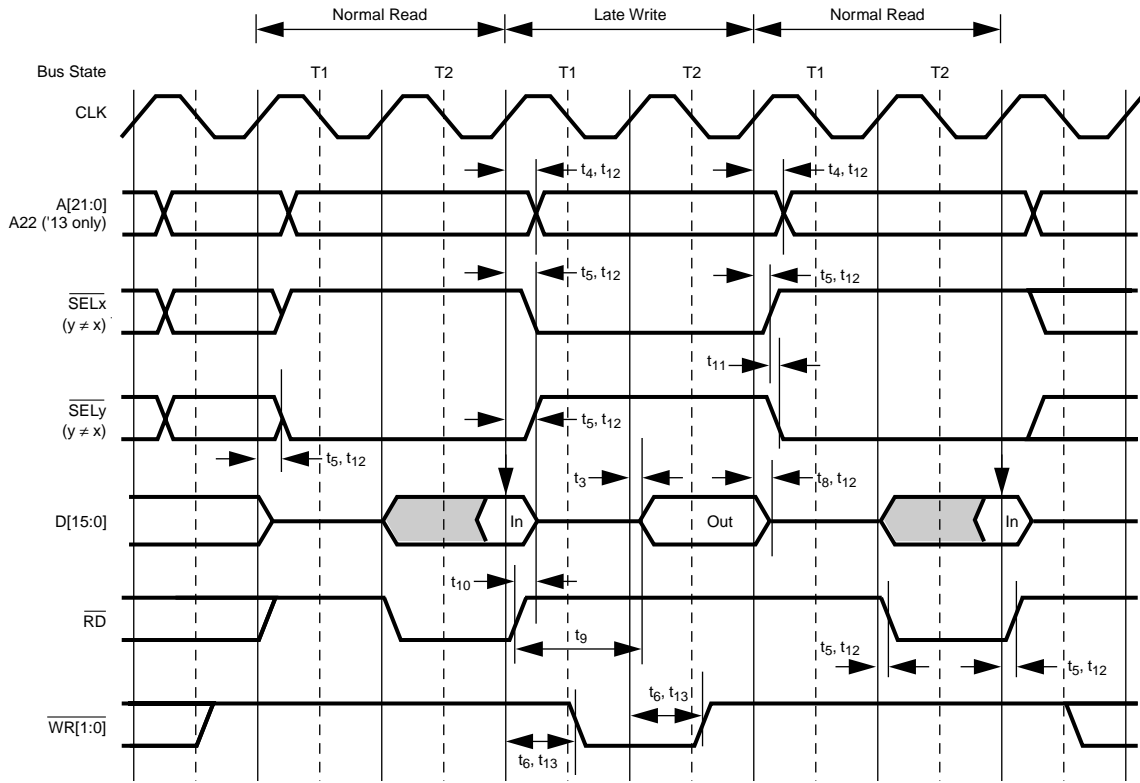 Normal Read Late Write Normal Read
Bus State T1 T2 T1 T2 T1 T2
CLK
t4, t12 t4, t12
A[21:0]
A22 ('13 only)
t5, t12 t5, t12
SELx
(y ≠ x)
t11
SELy
(y ≠ x)
t5, t12
t5, t12
t3 t8, t12
D[15:0] In Out In
t10
RD
t9
t5, t12 t5, t12
t6, t13
WR[1:0]
t6, t13